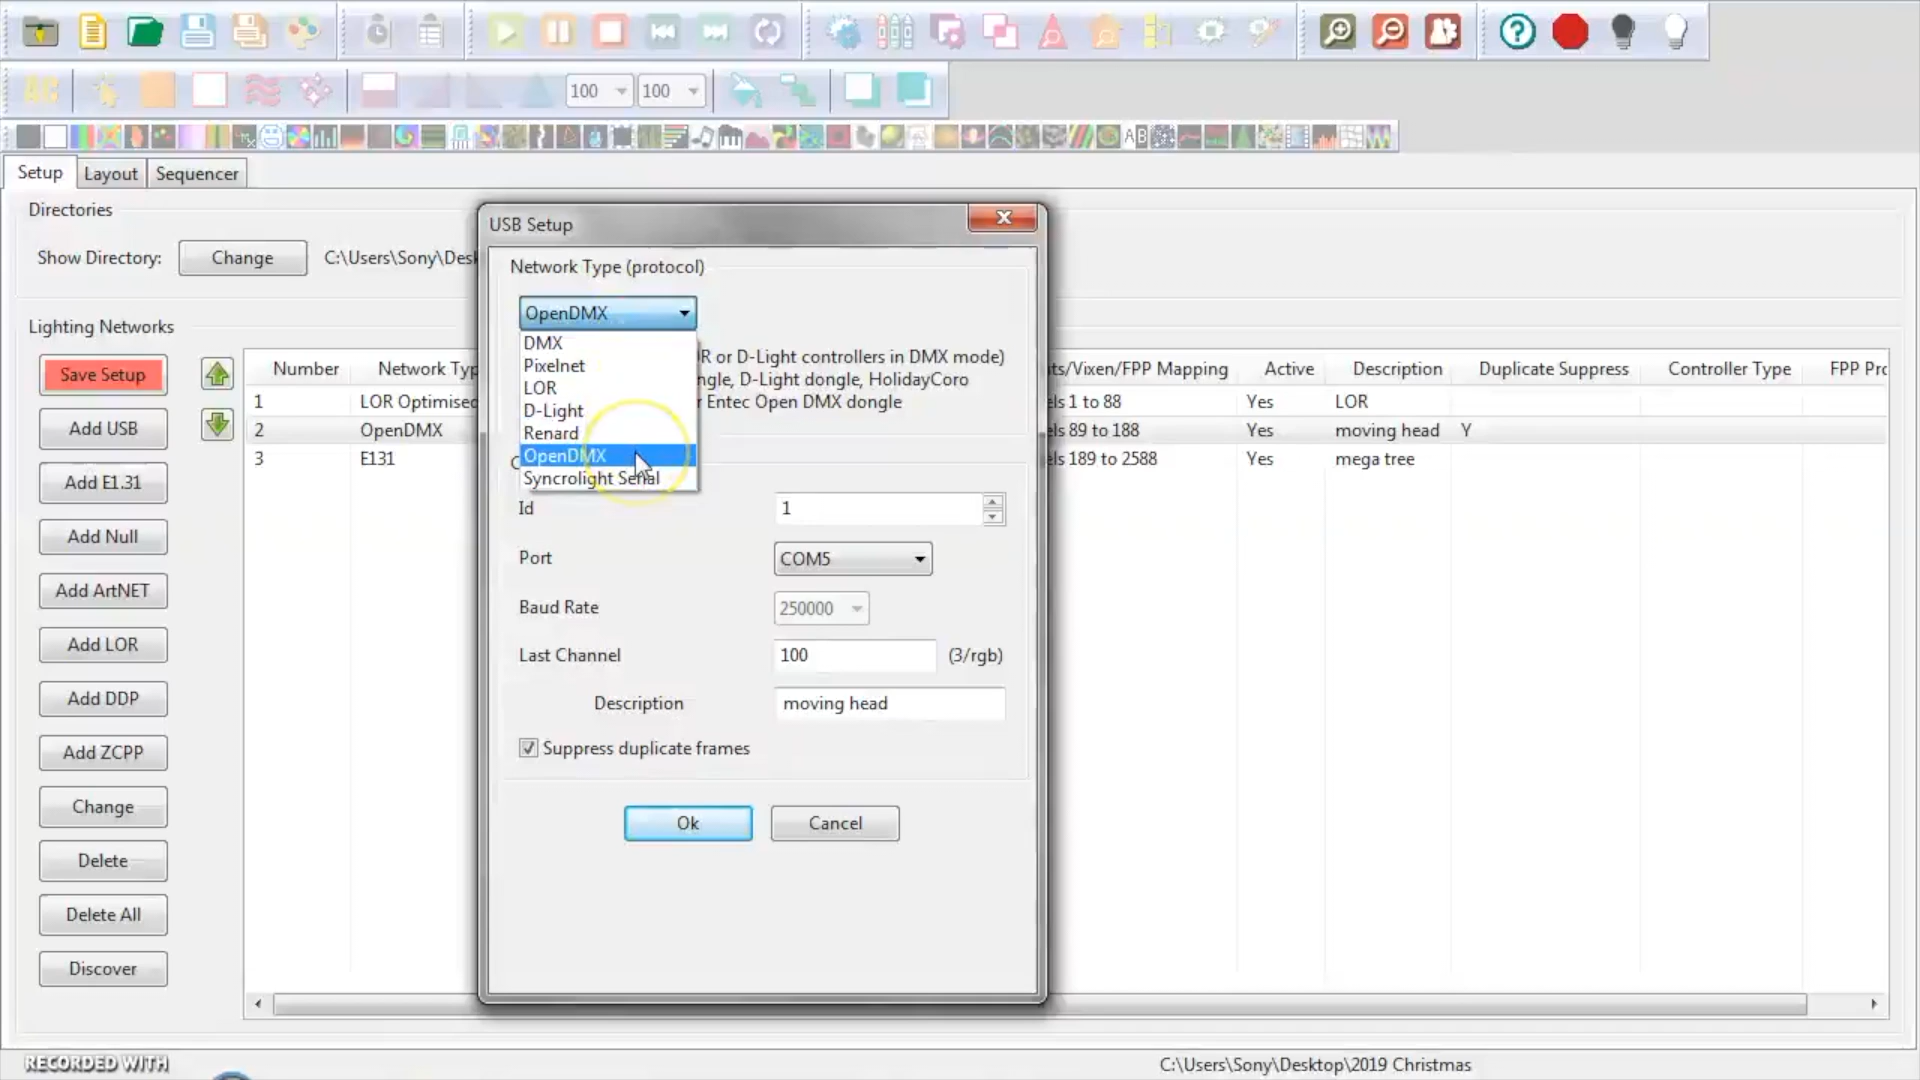 100 100
AB
Setup Layout Sequencer
Directories
Show Directory: Change C:\Users\Sony\Desk
Lighting Networks
Save Setup
Add USB
Add E1.31
Add Null
Add ArtNET
Add LOR
Add DDP
Add ZCPP
Change
Delete
Delete All
Discover
Number Network Typ
1 LOR Optimised
2 OpenDMX
3 E131
USB Setup
Network Type (protocol)
OpenDMX
DMX
Pixelnet
LOR
D-Light
Renard
OpenDMX
Syncrolight Serial
R or D-Light controllers in DMX mode)
ngle, D-Light dongle, HolidayCoro
r Entec Open DMX dongle
Id 1
Port COM5
Baud Rate 250000
Last Channel 100 (3/rgb)
Description moving head
Suppress duplicate frames
Ok Cancel
ts/Vixen/FPP Mapping Active Description Duplicate Suppress Controller Type FPP Pro
els 1 to 88 Yes LOR
els 89 to 188 Yes moving head Y
els 189 to 2588 Yes mega tree
RECORDED WITH
C:\Users\Sony\Desktop\2019 Christmas